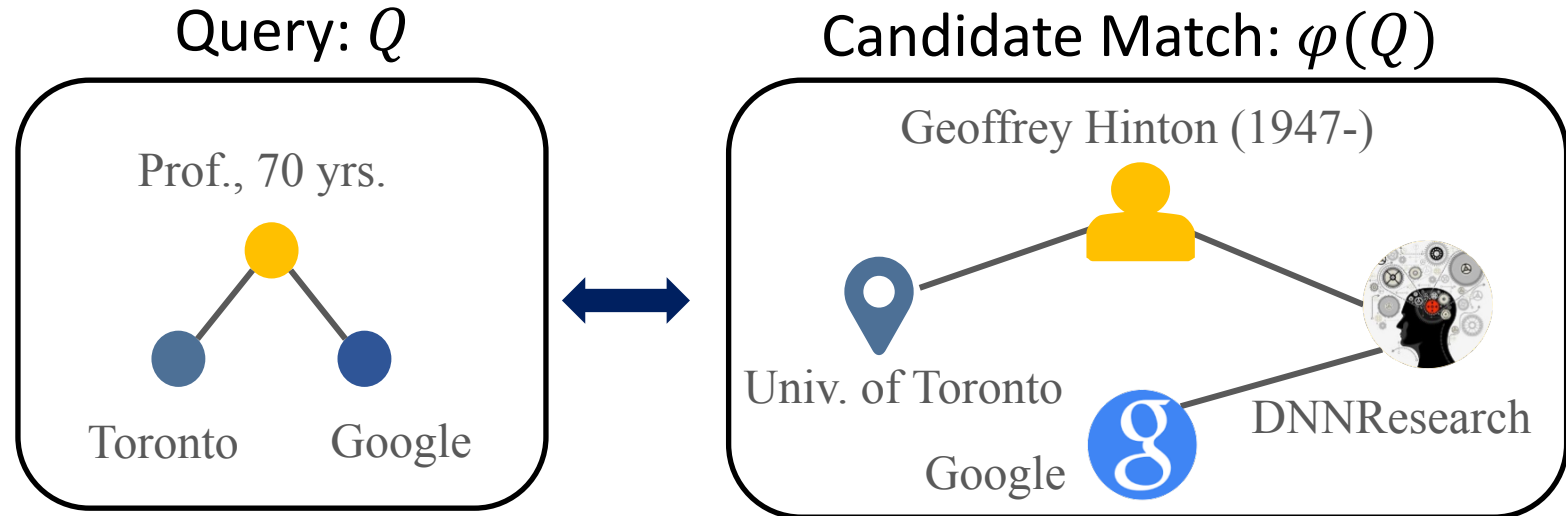 Query: Q
Prof., 70 yrs.
Toronto
Google
Candidate Match: φ(Q)
Geoffrey Hinton (1947-)
Univ. of Toronto
g
Google
DNNResearch